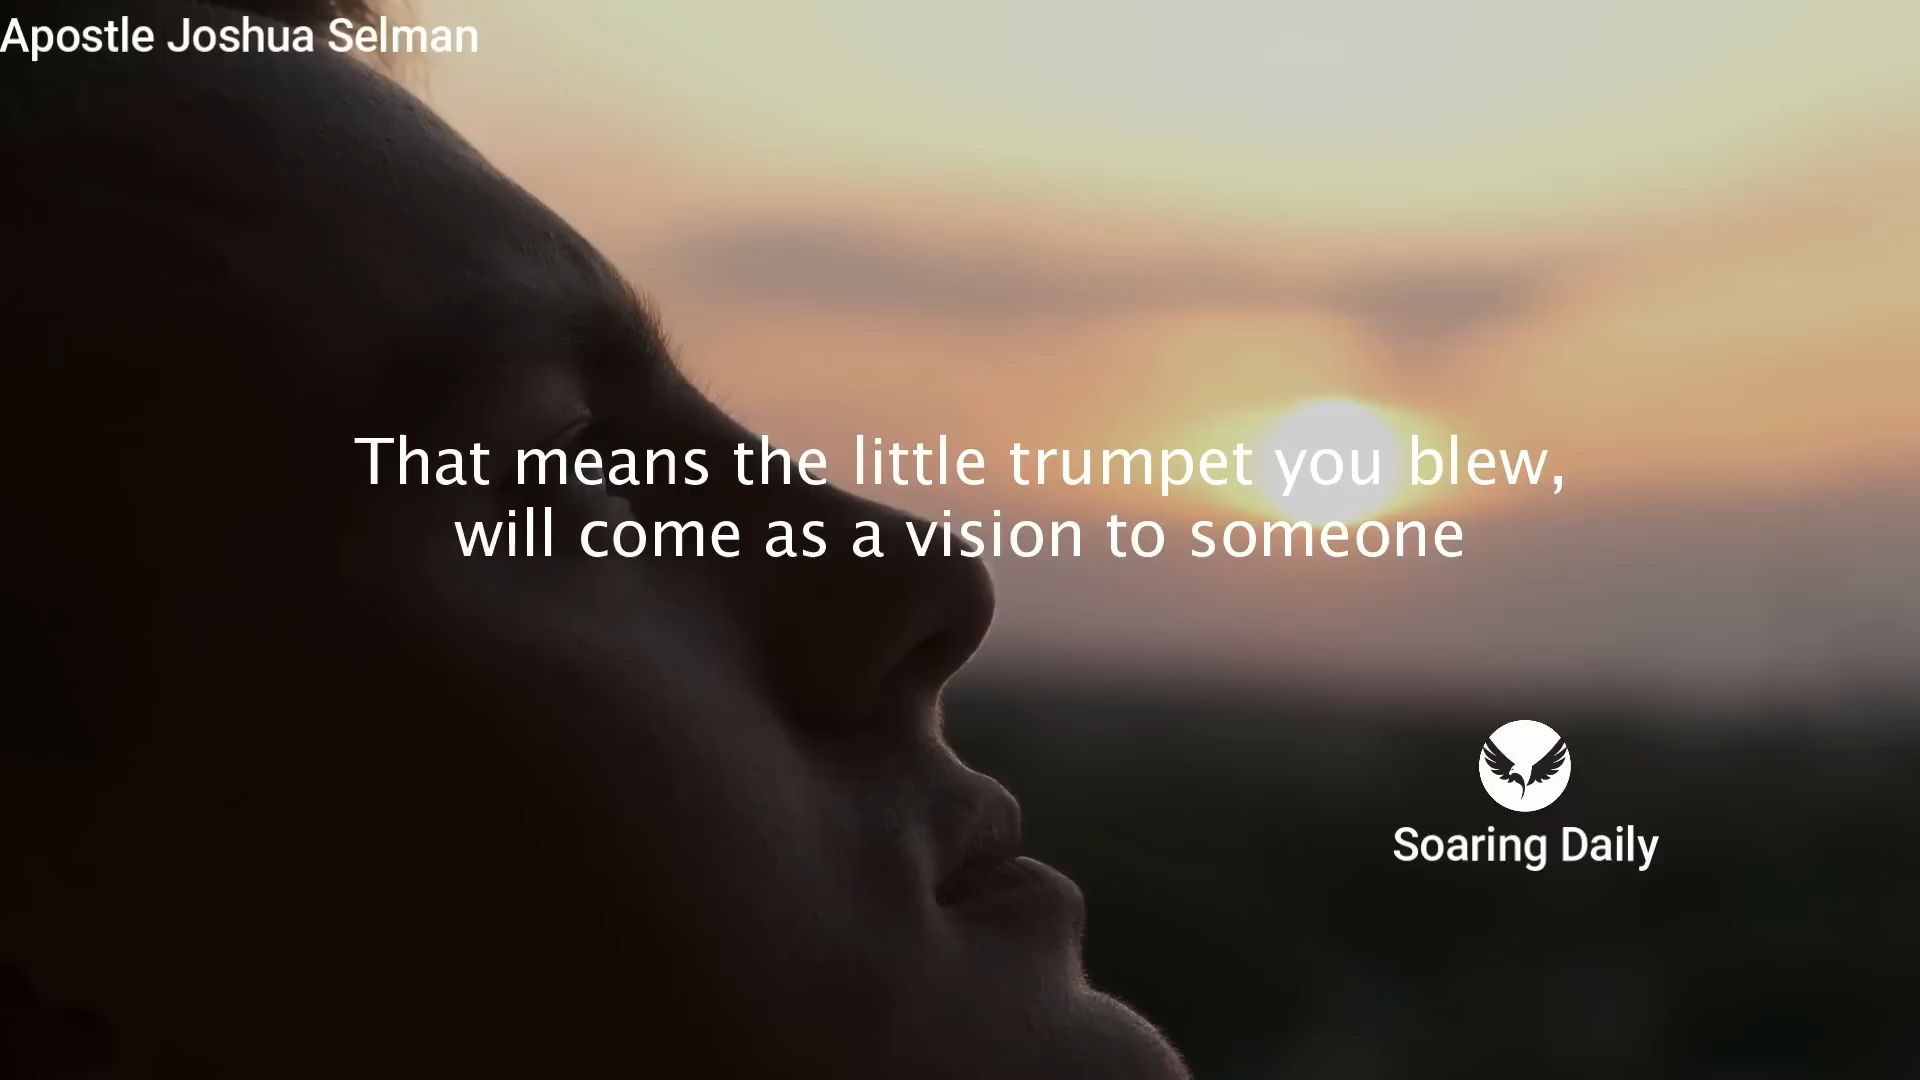 Apostle Joshua Selman
That means the little trumpet you blew,
will come as a vision to someone
Soaring Daily